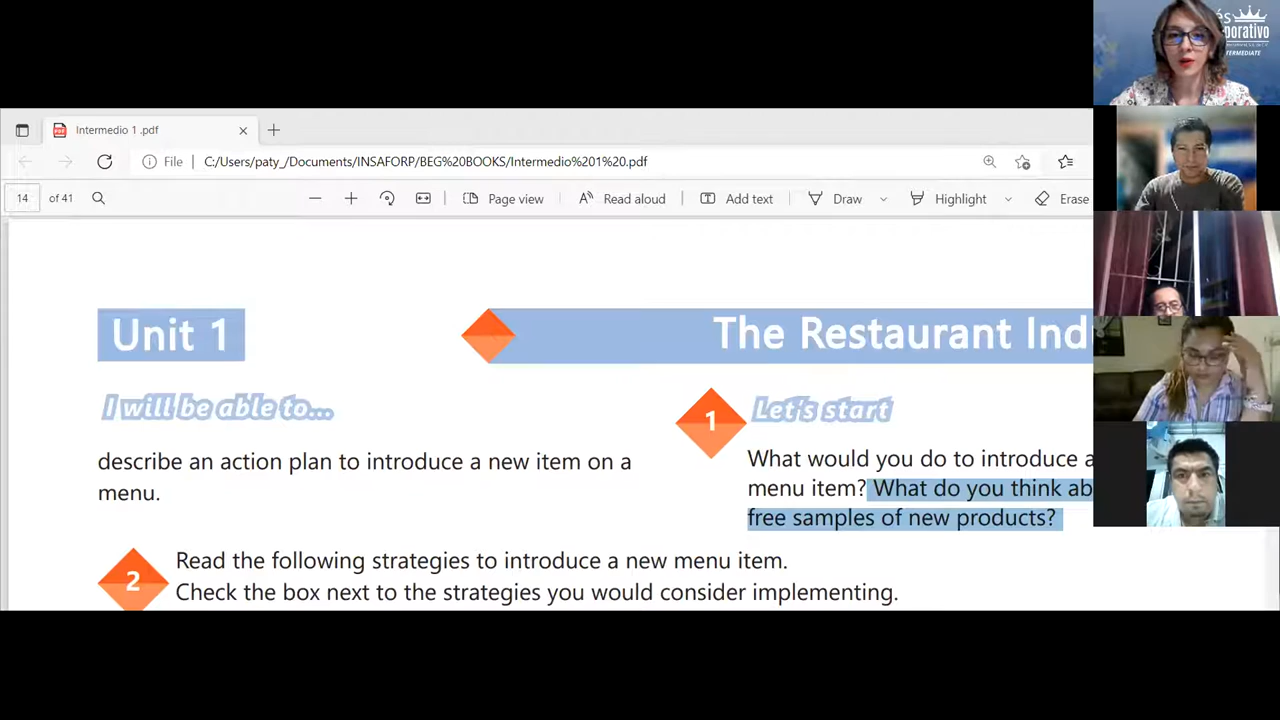 Intermedio 1 .pdf
File C:/Users/paty_/Documents/INSAFORP/BEG%20BOOKS/Intermedio%201%20.pdf
14 of 41 Page view Read aloud Add text Draw Highlight Erase
Unit 1 The Restaurant Ind
I will be able to...
1 Let's start
describe an action plan to introduce a new item on a
menu.
What would you do to introduce a
menu item? What do you think ab
free samples of new products?
2 Read the following strategies to introduce a new menu item.
Check the box next to the strategies you would consider implementing.
és
porativo
TERMEDIATE